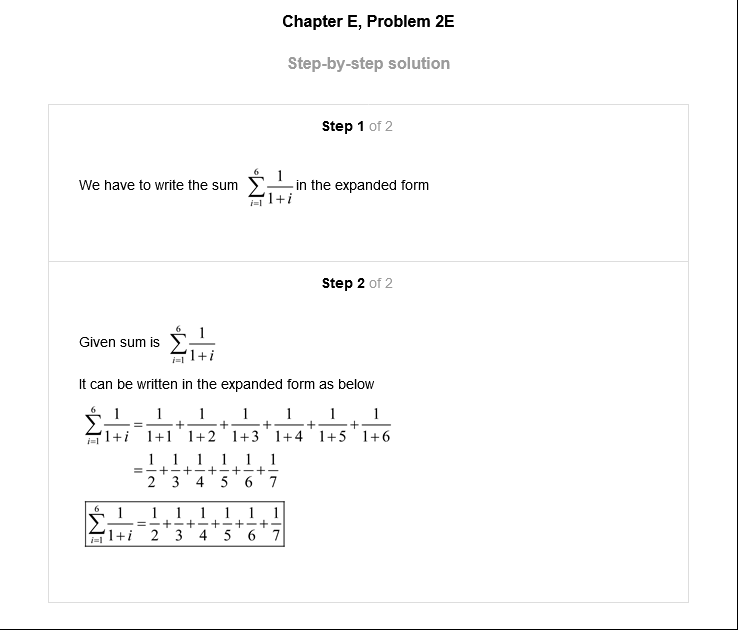 Chapter E, Problem 2E
Step-by-step solution
Step 1 of 2
We have to write the sum \sum_{i=1}^{6} \frac{1}{1+i} in the expanded form
Step 2 of 2
Given sum is \sum_{i=1}^{6} \frac{1}{1+i}
It can be written in the expanded form as below
\sum_{i=1}^{6} \frac{1}{1+i} = \frac{1}{1+1} + \frac{1}{1+2} + \frac{1}{1+3} + \frac{1}{1+4} + \frac{1}{1+5} + \frac{1}{1+6}
= \frac{1}{2} + \frac{1}{3} + \frac{1}{4} + \frac{1}{5} + \frac{1}{6} + \frac{1}{7}
\sum_{i=1}^{6} \frac{1}{1+i} = \frac{1}{2} + \frac{1}{3} + \frac{1}{4} + \frac{1}{5} + \frac{1}{6} + \frac{1}{7}